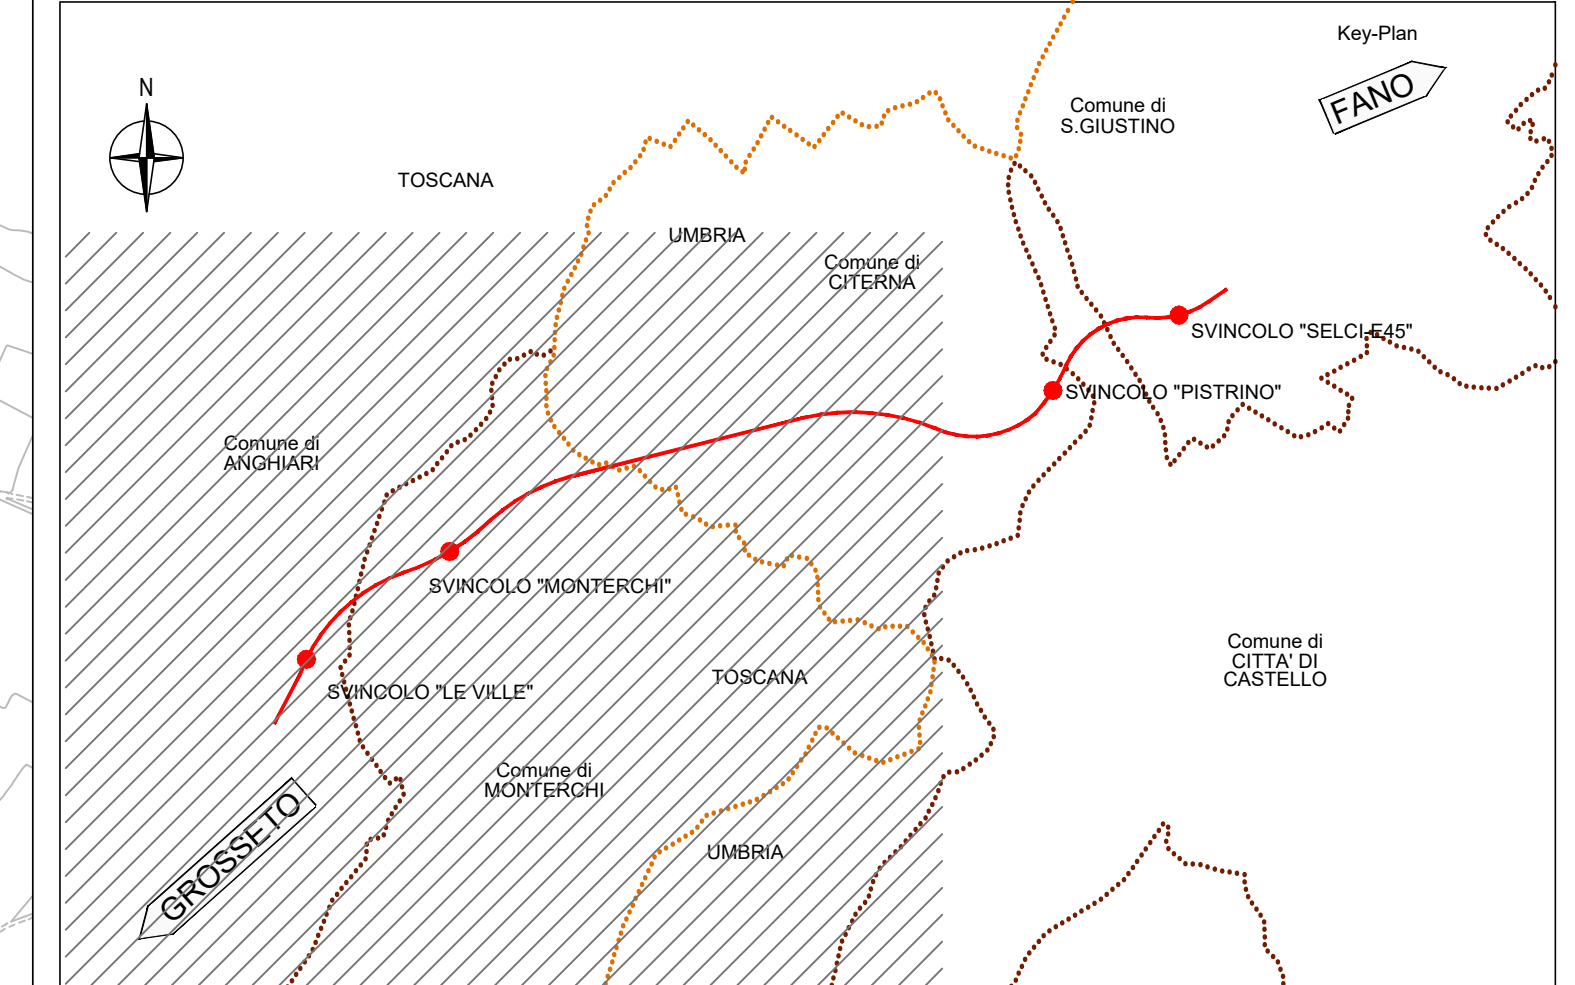 Key-Plan
N
FANO
Comune di
S.GIUSTINO
TOSCANA
UMBRIA
Comune di
CITERNA
SVINCOLO "SELCI-E45"
SVINCOLO "PISTRINO"
Comune di
ANGHIARI
SVINCOLO "MONTERCHI"
Comune di
CITTA' DI
CASTELLO
TOSCANA
SVINCOLO "LE VILLE"
Comune di
MONTERCHI
GROSSETO
UMBRIA